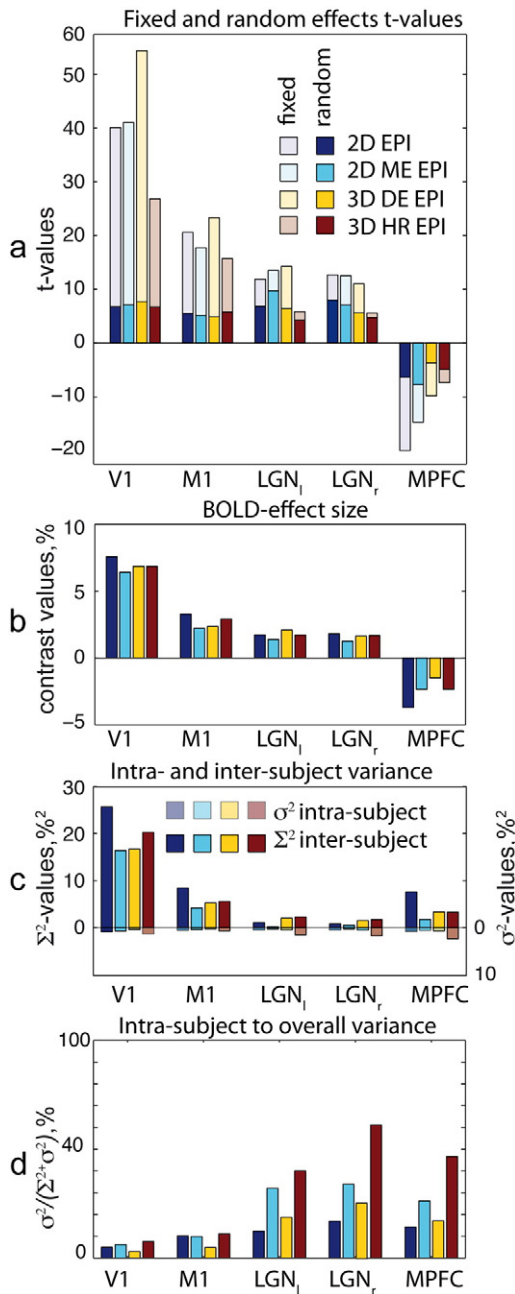 Fixed and random effects t-values
60
50
40
30
20
10
0
−10
−20
t-values
a
fixed
random
2D EPI
2D ME EPI
3D DE EPI
3D HR EPI
V1 M1 LGNl LGNr MPFC
BOLD-effect size
10
5
0
−5
contrast values, %
b
V1 M1 LGNl LGNr MPFC
Intra- and inter-subject variance
30
20
10
0
Σ²-values, %²
c
σ² intra-subject
Σ² inter-subject
0
10
σ²-values, %²
V1 M1 LGNl LGNr MPFC
Intra-subject to overall variance
100
40
0
σ²/(Σ²⁺σ²), %
d
V1 M1 LGNl LGNr MPFC